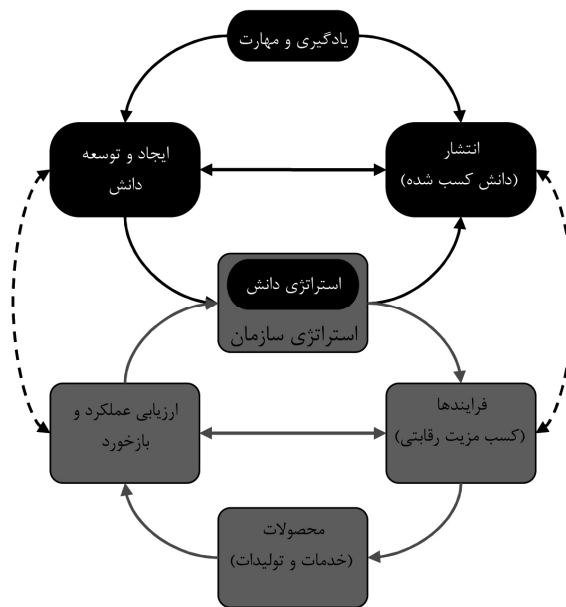 یادگیری و مهارت
انتشار
(دانش کسب شده)
ایجاد و توسعه
دانش
استراتژی دانش
استراتژی سازمان
فرایندها
(کسب مزیت رقابتی)
ارزیابی عملکرد و
بازخورد
محصولات
(خدمات و تولیدات)